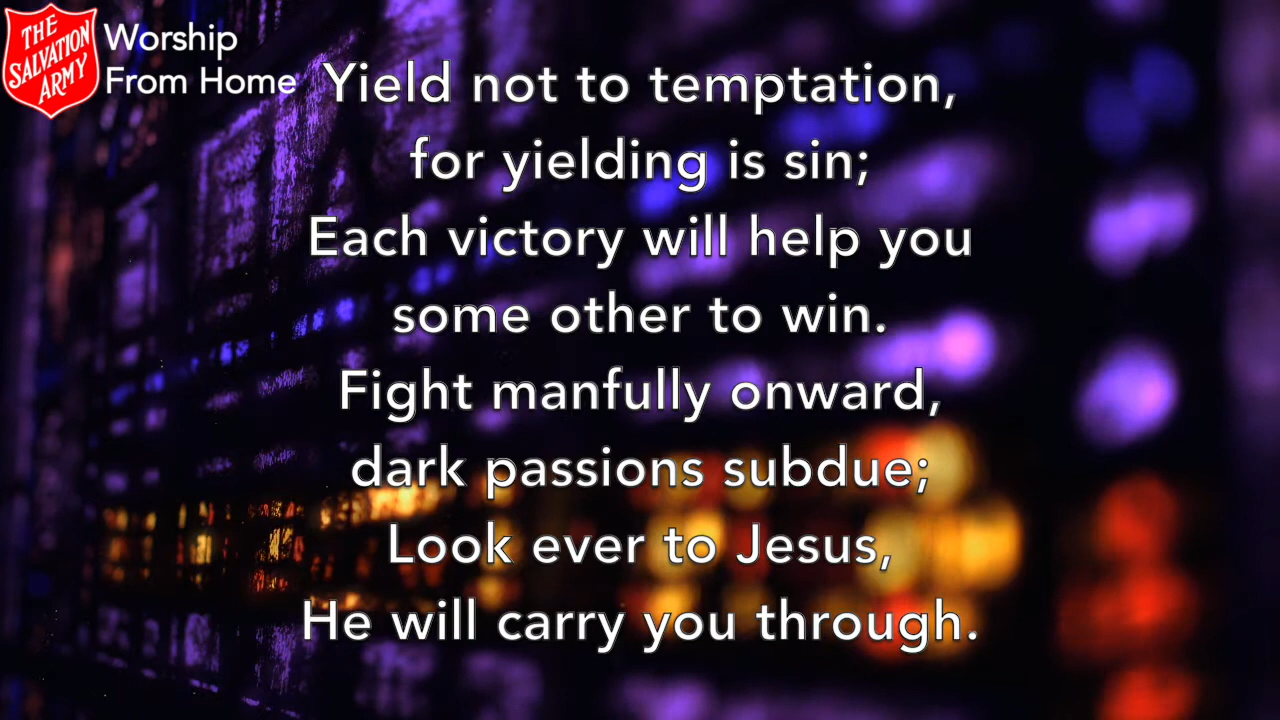 THE
SALVATION
ARMY
Worship
From Home
Yield not to temptation,
for yielding is sin;
Each victory will help you
some other to win.
Fight manfully onward,
dark passions subdue;
Look ever to Jesus,
He will carry you through.